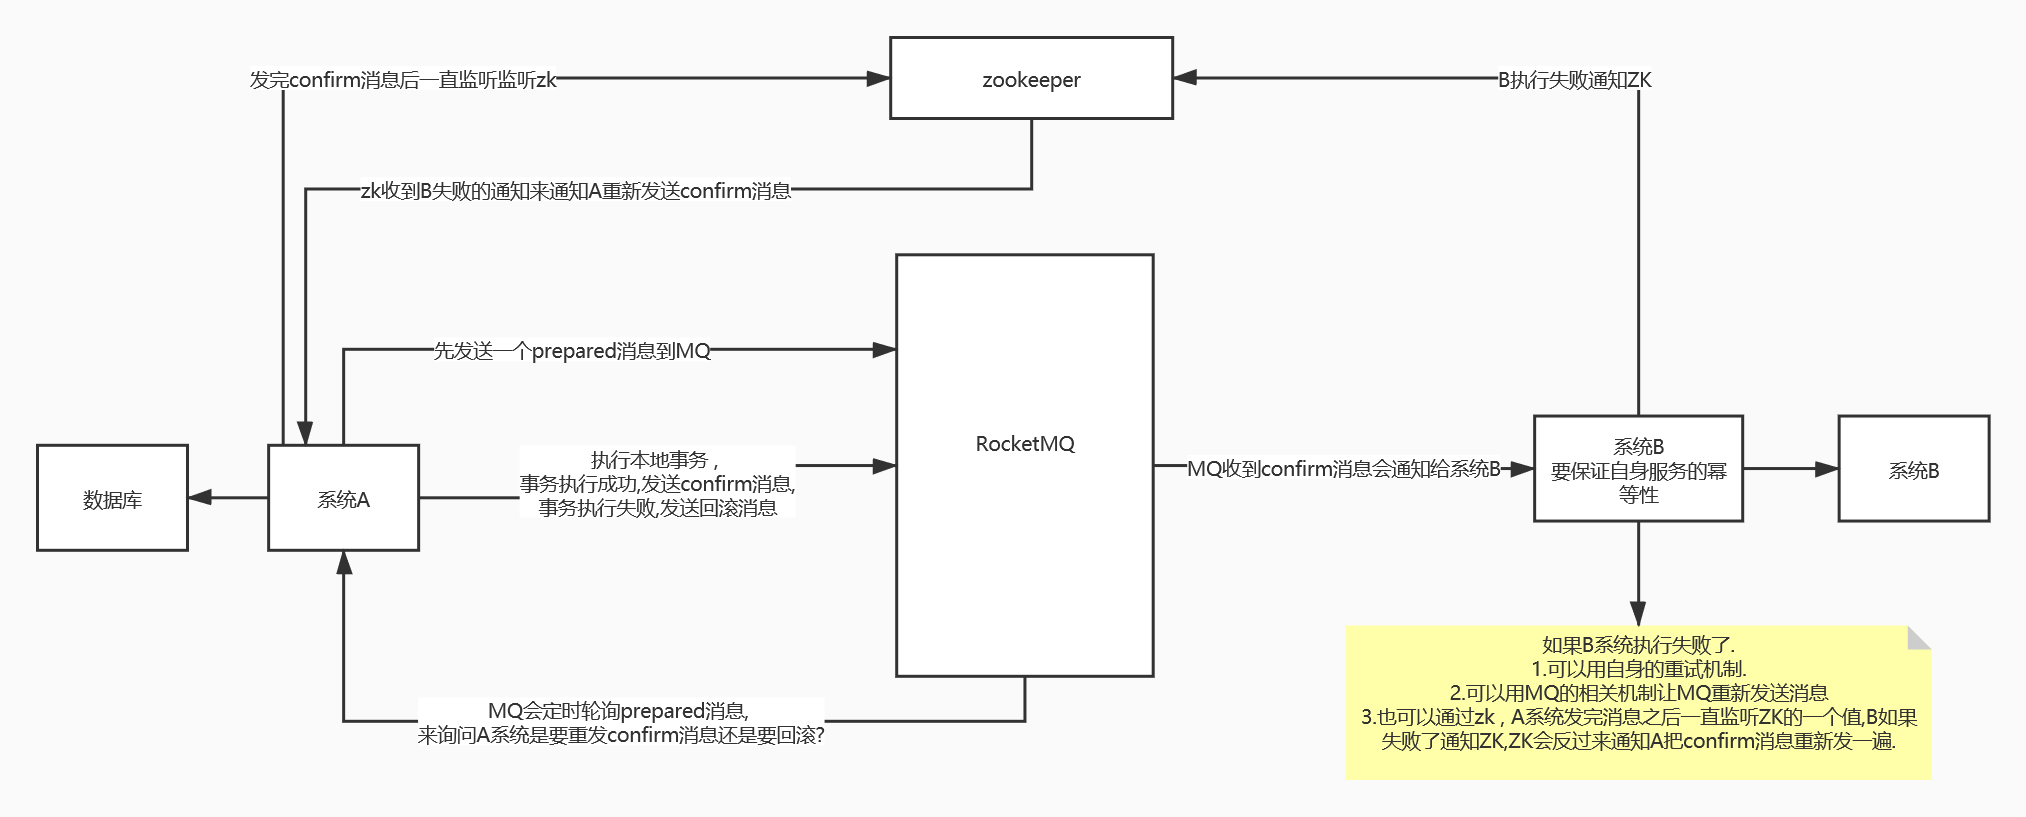 发完confirm消息后一直监听监听zk
zookeeper
B执行失败通知ZK
zk收到B失败的通知来通知A重新发送confirm消息
先发送一个prepared消息到MQ
RocketMQ
数据库
系统A
执行本地事务，
事务执行成功,发送confirm消息,
事务执行失败,发送回滚消息
MQ收到confirm消息会通知给系统B
系统B
要保证自身服务的幂
等性
系统B
MQ会定时轮询prepared消息,
来询问A系统是要重发confirm消息还是要回滚?
如果B系统执行失败了.
1.可以用自身的重试机制.
2.可以用MQ的相关机制让MQ重新发送消息
3.也可以通过zk，A系统发完消息之后一直监听ZK的一个值,B如果
失败了通知ZK,ZK会反过来通知A把confirm消息重新发一遍.